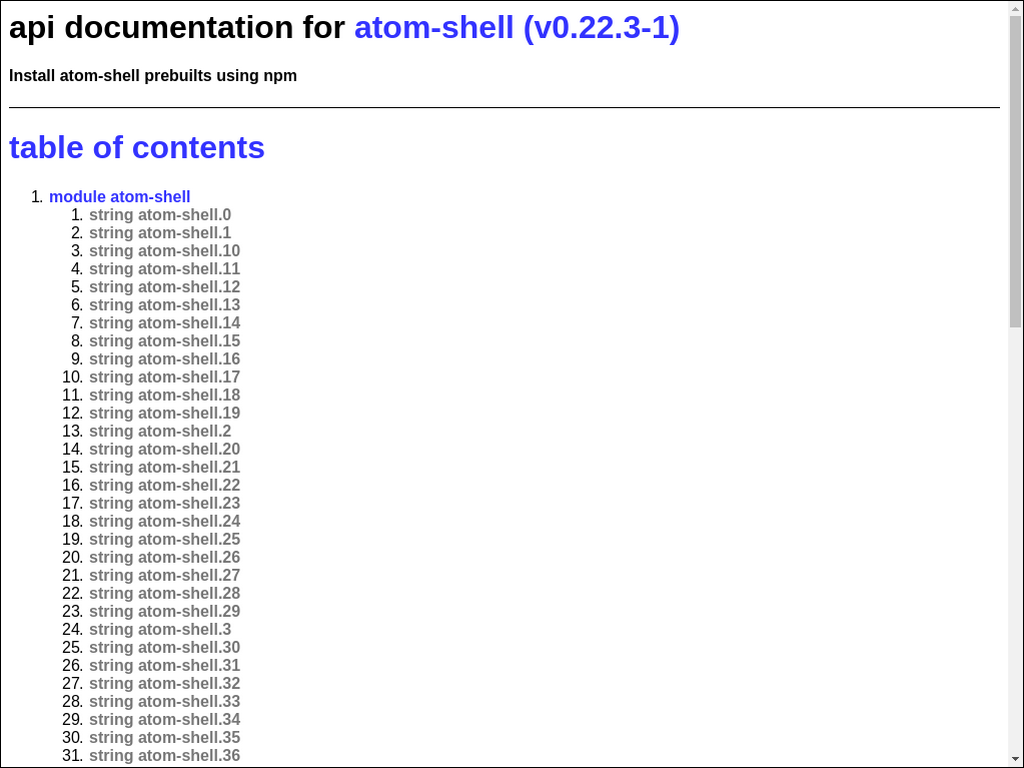 api documentation for atom-shell (v0.22.3-1)
Install atom-shell prebuilts using npm
table of contents
1. module atom-shell
1. string atom-shell.0
2. string atom-shell.1
3. string atom-shell.10
4. string atom-shell.11
5. string atom-shell.12
6. string atom-shell.13
7. string atom-shell.14
8. string atom-shell.15
9. string atom-shell.16
10. string atom-shell.17
11. string atom-shell.18
12. string atom-shell.19
13. string atom-shell.2
14. string atom-shell.20
15. string atom-shell.21
16. string atom-shell.22
17. string atom-shell.23
18. string atom-shell.24
19. string atom-shell.25
20. string atom-shell.26
21. string atom-shell.27
22. string atom-shell.28
23. string atom-shell.29
24. string atom-shell.3
25. string atom-shell.30
26. string atom-shell.31
27. string atom-shell.32
28. string atom-shell.33
29. string atom-shell.34
30. string atom-shell.35
31. string atom-shell.36